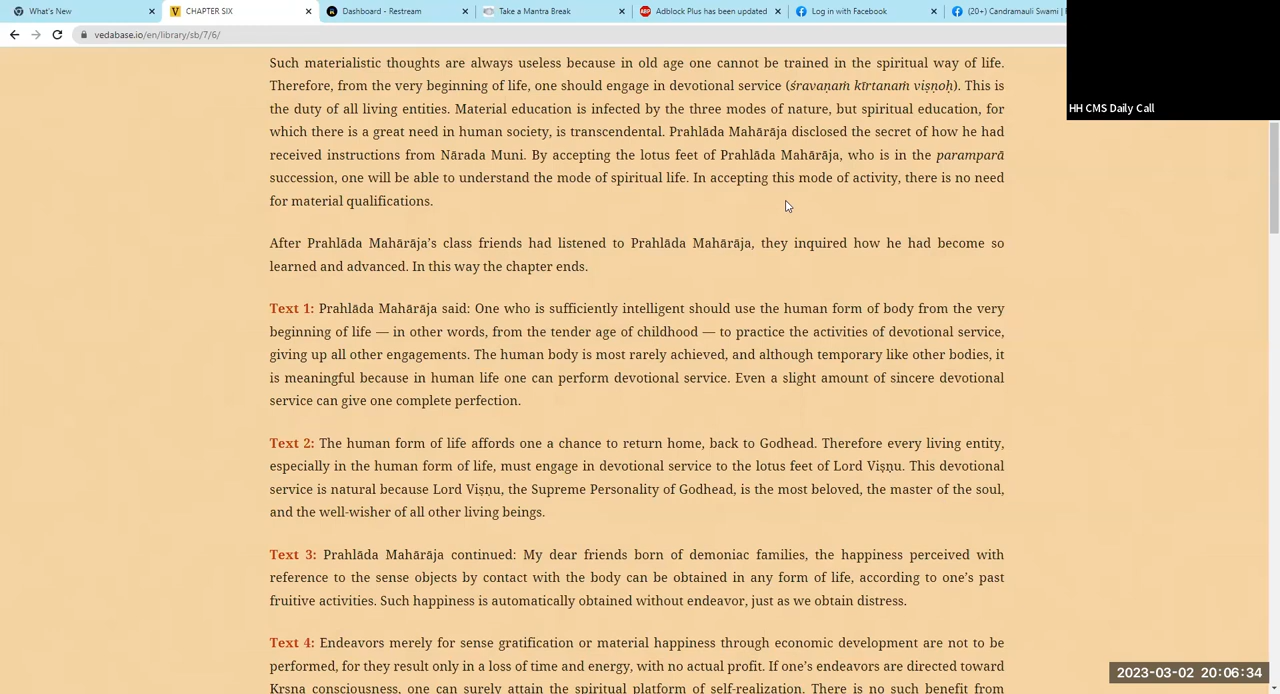 What's New
CHAPTER SIX
Dashboard - Restream
Take a Mantra Break
Adblock Plus has been updated
Log in with Facebook
(20+) Candramauli Swami |
vedabase.io/en/library/sb/7/6/
HH CMS Daily Call
Such materialistic thoughts are always useless because in old age one cannot be trained in the spiritual way of life.
Therefore, from the very beginning of life, one should engage in devotional service (śravaṇaṁ kīrtanaṁ viṣṇoḥ). This is
the duty of all living entities. Material education is infected by the three modes of nature, but spiritual education, for
which there is a great need in human society, is transcendental. Prahlāda Mahārāja disclosed the secret of how he had
received instructions from Nārada Muni. By accepting the lotus feet of Prahlāda Mahārāja, who is in the paramparā
succession, one will be able to understand the mode of spiritual life. In accepting this mode of activity, there is no need
for material qualifications.
After Prahlāda Mahārāja's class friends had listened to Prahlāda Mahārāja, they inquired how he had become so
learned and advanced. In this way the chapter ends.
Text 1: Prahlāda Mahārāja said: One who is sufficiently intelligent should use the human form of body from the very
beginning of life — in other words, from the tender age of childhood — to practice the activities of devotional service,
giving up all other engagements. The human body is most rarely achieved, and although temporary like other bodies, it
is meaningful because in human life one can perform devotional service. Even a slight amount of sincere devotional
service can give one complete perfection.
Text 2: The human form of life affords one a chance to return home, back to Godhead. Therefore every living entity,
especially in the human form of life, must engage in devotional service to the lotus feet of Lord Viṣṇu. This devotional
service is natural because Lord Viṣṇu, the Supreme Personality of Godhead, is the most beloved, the master of the soul,
and the well-wisher of all other living beings.
Text 3: Prahlāda Mahārāja continued: My dear friends born of demoniac families, the happiness perceived with
reference to the sense objects by contact with the body can be obtained in any form of life, according to one's past
fruitive activities. Such happiness is automatically obtained without endeavor, just as we obtain distress.
Text 4: Endeavors merely for sense gratification or material happiness through economic development are not to be
performed, for they result only in a loss of time and energy, with no actual profit. If one's endeavors are directed toward
Kṛṣṇa consciousness, one can surely attain the spiritual platform of self-realization. There is no such benefit from
2023-03-02 20:06:34